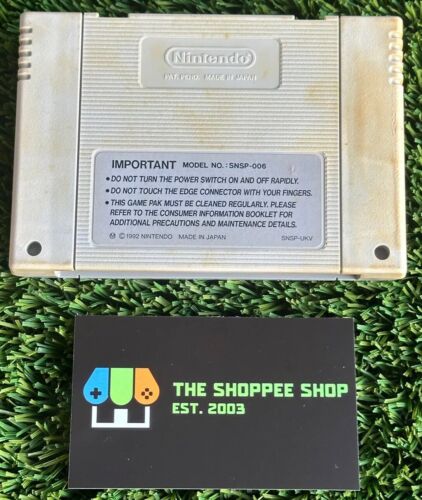 Nintendo
PAT. PEND. MADE IN JAPAN
IMPORTANT MODEL NO.: SNSP-006
• DO NOT TURN THE POWER SWITCH ON AND OFF RAPIDLY.
• DO NOT TOUCH THE EDGE CONNECTOR WITH YOUR FINGERS.
• THIS GAME PAK MUST BE CLEANED REGULARLY. PLEASE
REFER TO THE CONSUMER INFORMATION BOOKLET FOR
ADDITIONAL PRECAUTIONS AND MAINTENANCE DETAILS.
Ⓜ © 1992 NINTENDO MADE IN JAPAN SNSP-UKV
THE SHOPPEE SHOP
EST. 2003